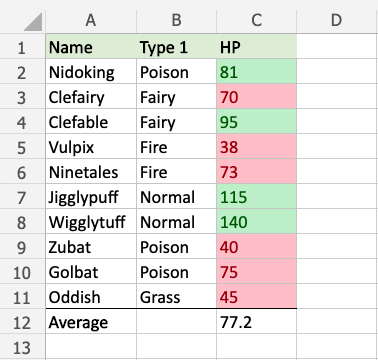 A B C D
1 Name Type 1 HP
2 Nidoking Poison 81
3 Clefairy Fairy 70
4 Clefable Fairy 95
5 Vulpix Fire 38
6 Ninetales Fire 73
7 Jigglypuff Normal 115
8 Wigglytuff Normal 140
9 Zubat Poison 40
10 Golbat Poison 75
11 Oddish Grass 45
12 Average 77.2
13